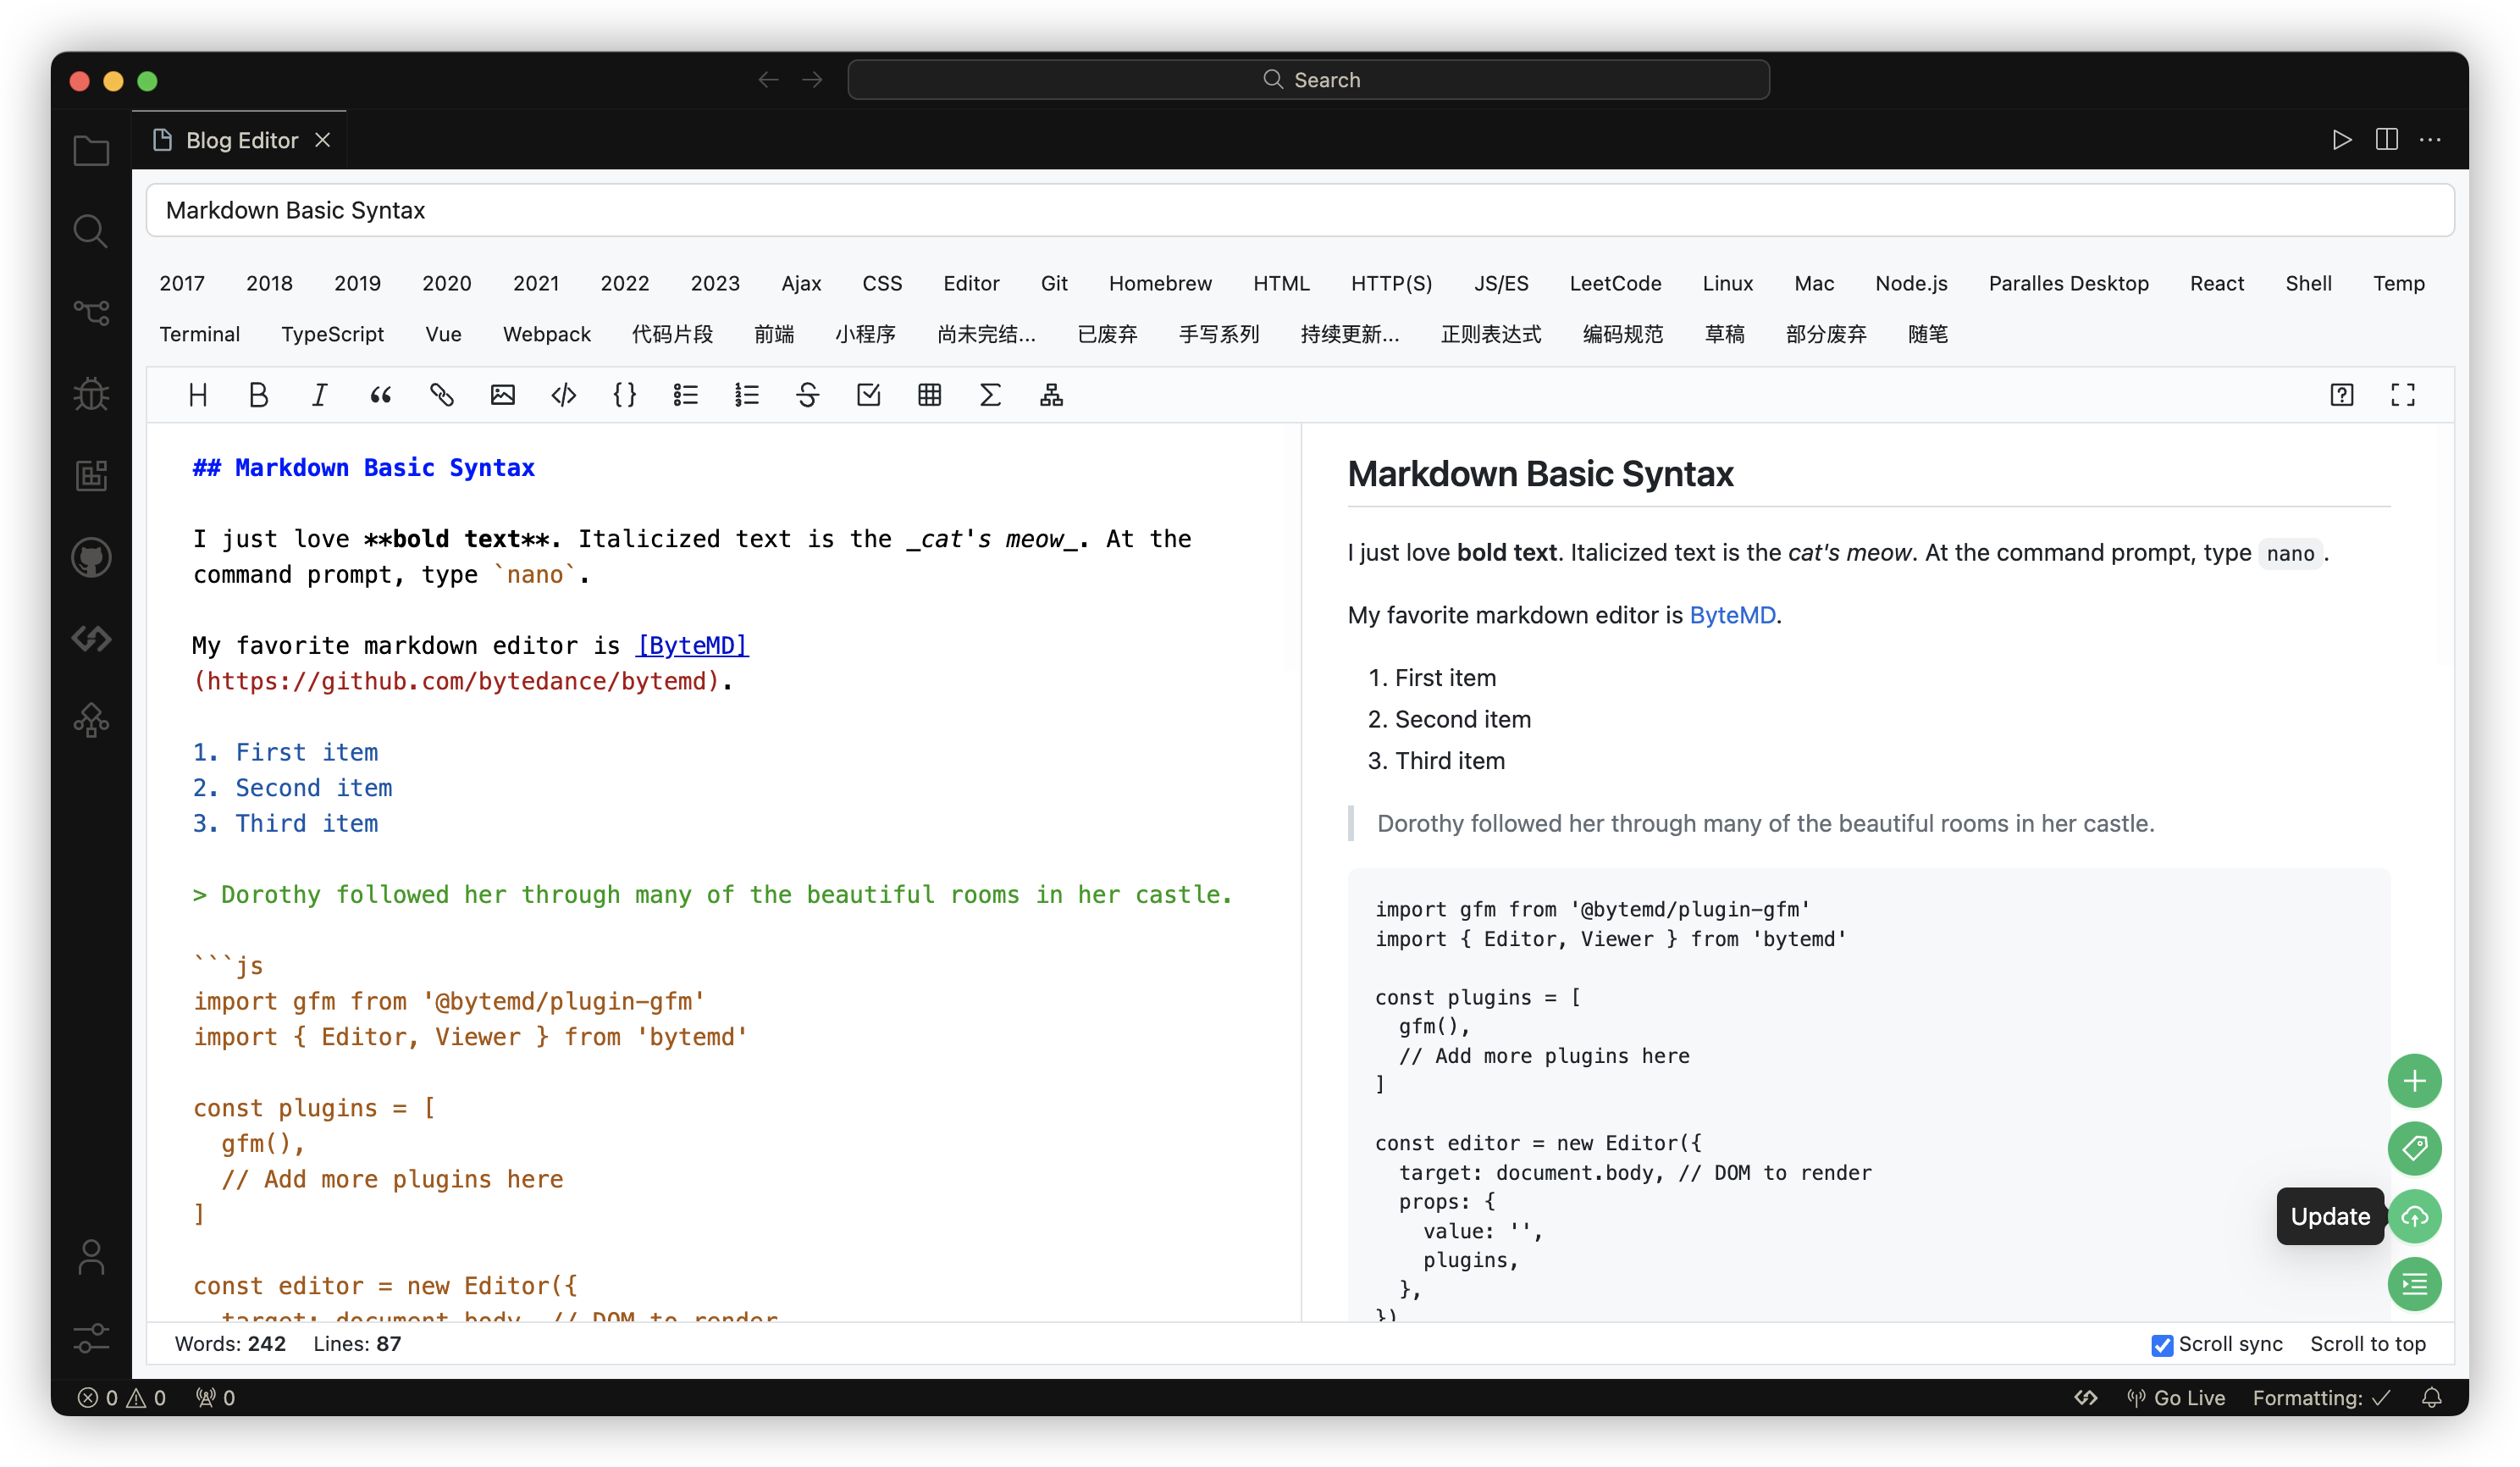 Search
Blog Editor
Markdown Basic Syntax
2017 2018 2019 2020 2021 2022 2023 Ajax CSS Editor Git Homebrew HTML HTTP(S) JS/ES LeetCode Linux Mac Node.js Paralles Desktop React Shell Temp
Terminal TypeScript Vue Webpack 代码片段 前端 小程序 尚未完结... 已废弃 手写系列 持续更新... 正则表达式 编码规范 草稿 部分废弃 随笔
## Markdown Basic Syntax
I just love **bold text**. Italicized text is the _cat's meow_. At the
command prompt, type `nano`.
My favorite markdown editor is [ByteMD]
(https://github.com/bytedance/bytemd).
1. First item
2. Second item
3. Third item
> Dorothy followed her through many of the beautiful rooms in her castle.
```js
import gfm from '@bytemd/plugin-gfm'
import { Editor, Viewer } from 'bytemd'
const plugins = [
gfm(),
// Add more plugins here
]
const editor = new Editor({
target: document.body, // DOM to render
Markdown Basic Syntax
I just love bold text. Italicized text is the cat's meow. At the command prompt, type nano.
My favorite markdown editor is ByteMD.
1. First item
2. Second item
3. Third item
Dorothy followed her through many of the beautiful rooms in her castle.
import gfm from '@bytemd/plugin-gfm'
import { Editor, Viewer } from 'bytemd'
const plugins = [
gfm(),
// Add more plugins here
]
const editor = new Editor({
target: document.body, // DOM to render
props: {
value: '',
plugins,
},
})
Update
Words: 242 Lines: 87
Scroll sync Scroll to top
0 0 0
Go Live Formatting: